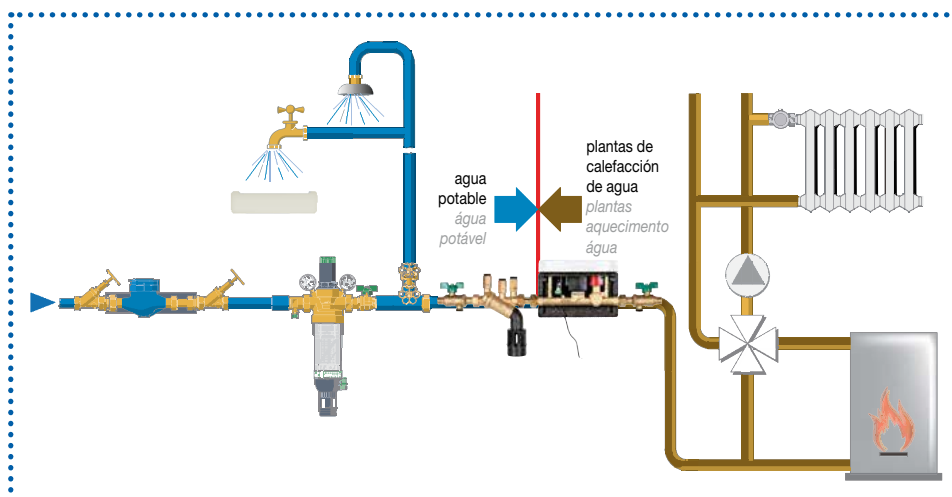 agua
potable
água
potável
plantas de
calefacción
de agua
plantas
aquecimento
água